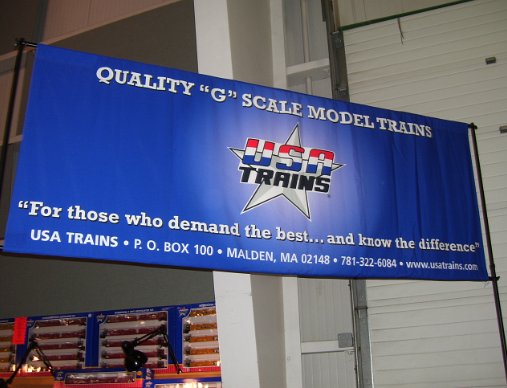 QUALITY "G" SCALE MODEL TRAINS
USA
TRAINS
"For those who demand the best...and know the difference"
USA TRAINS • P. O. BOX 100 • MALDEN, MA 02148 • 781-322-6084 • www.usatrains.com